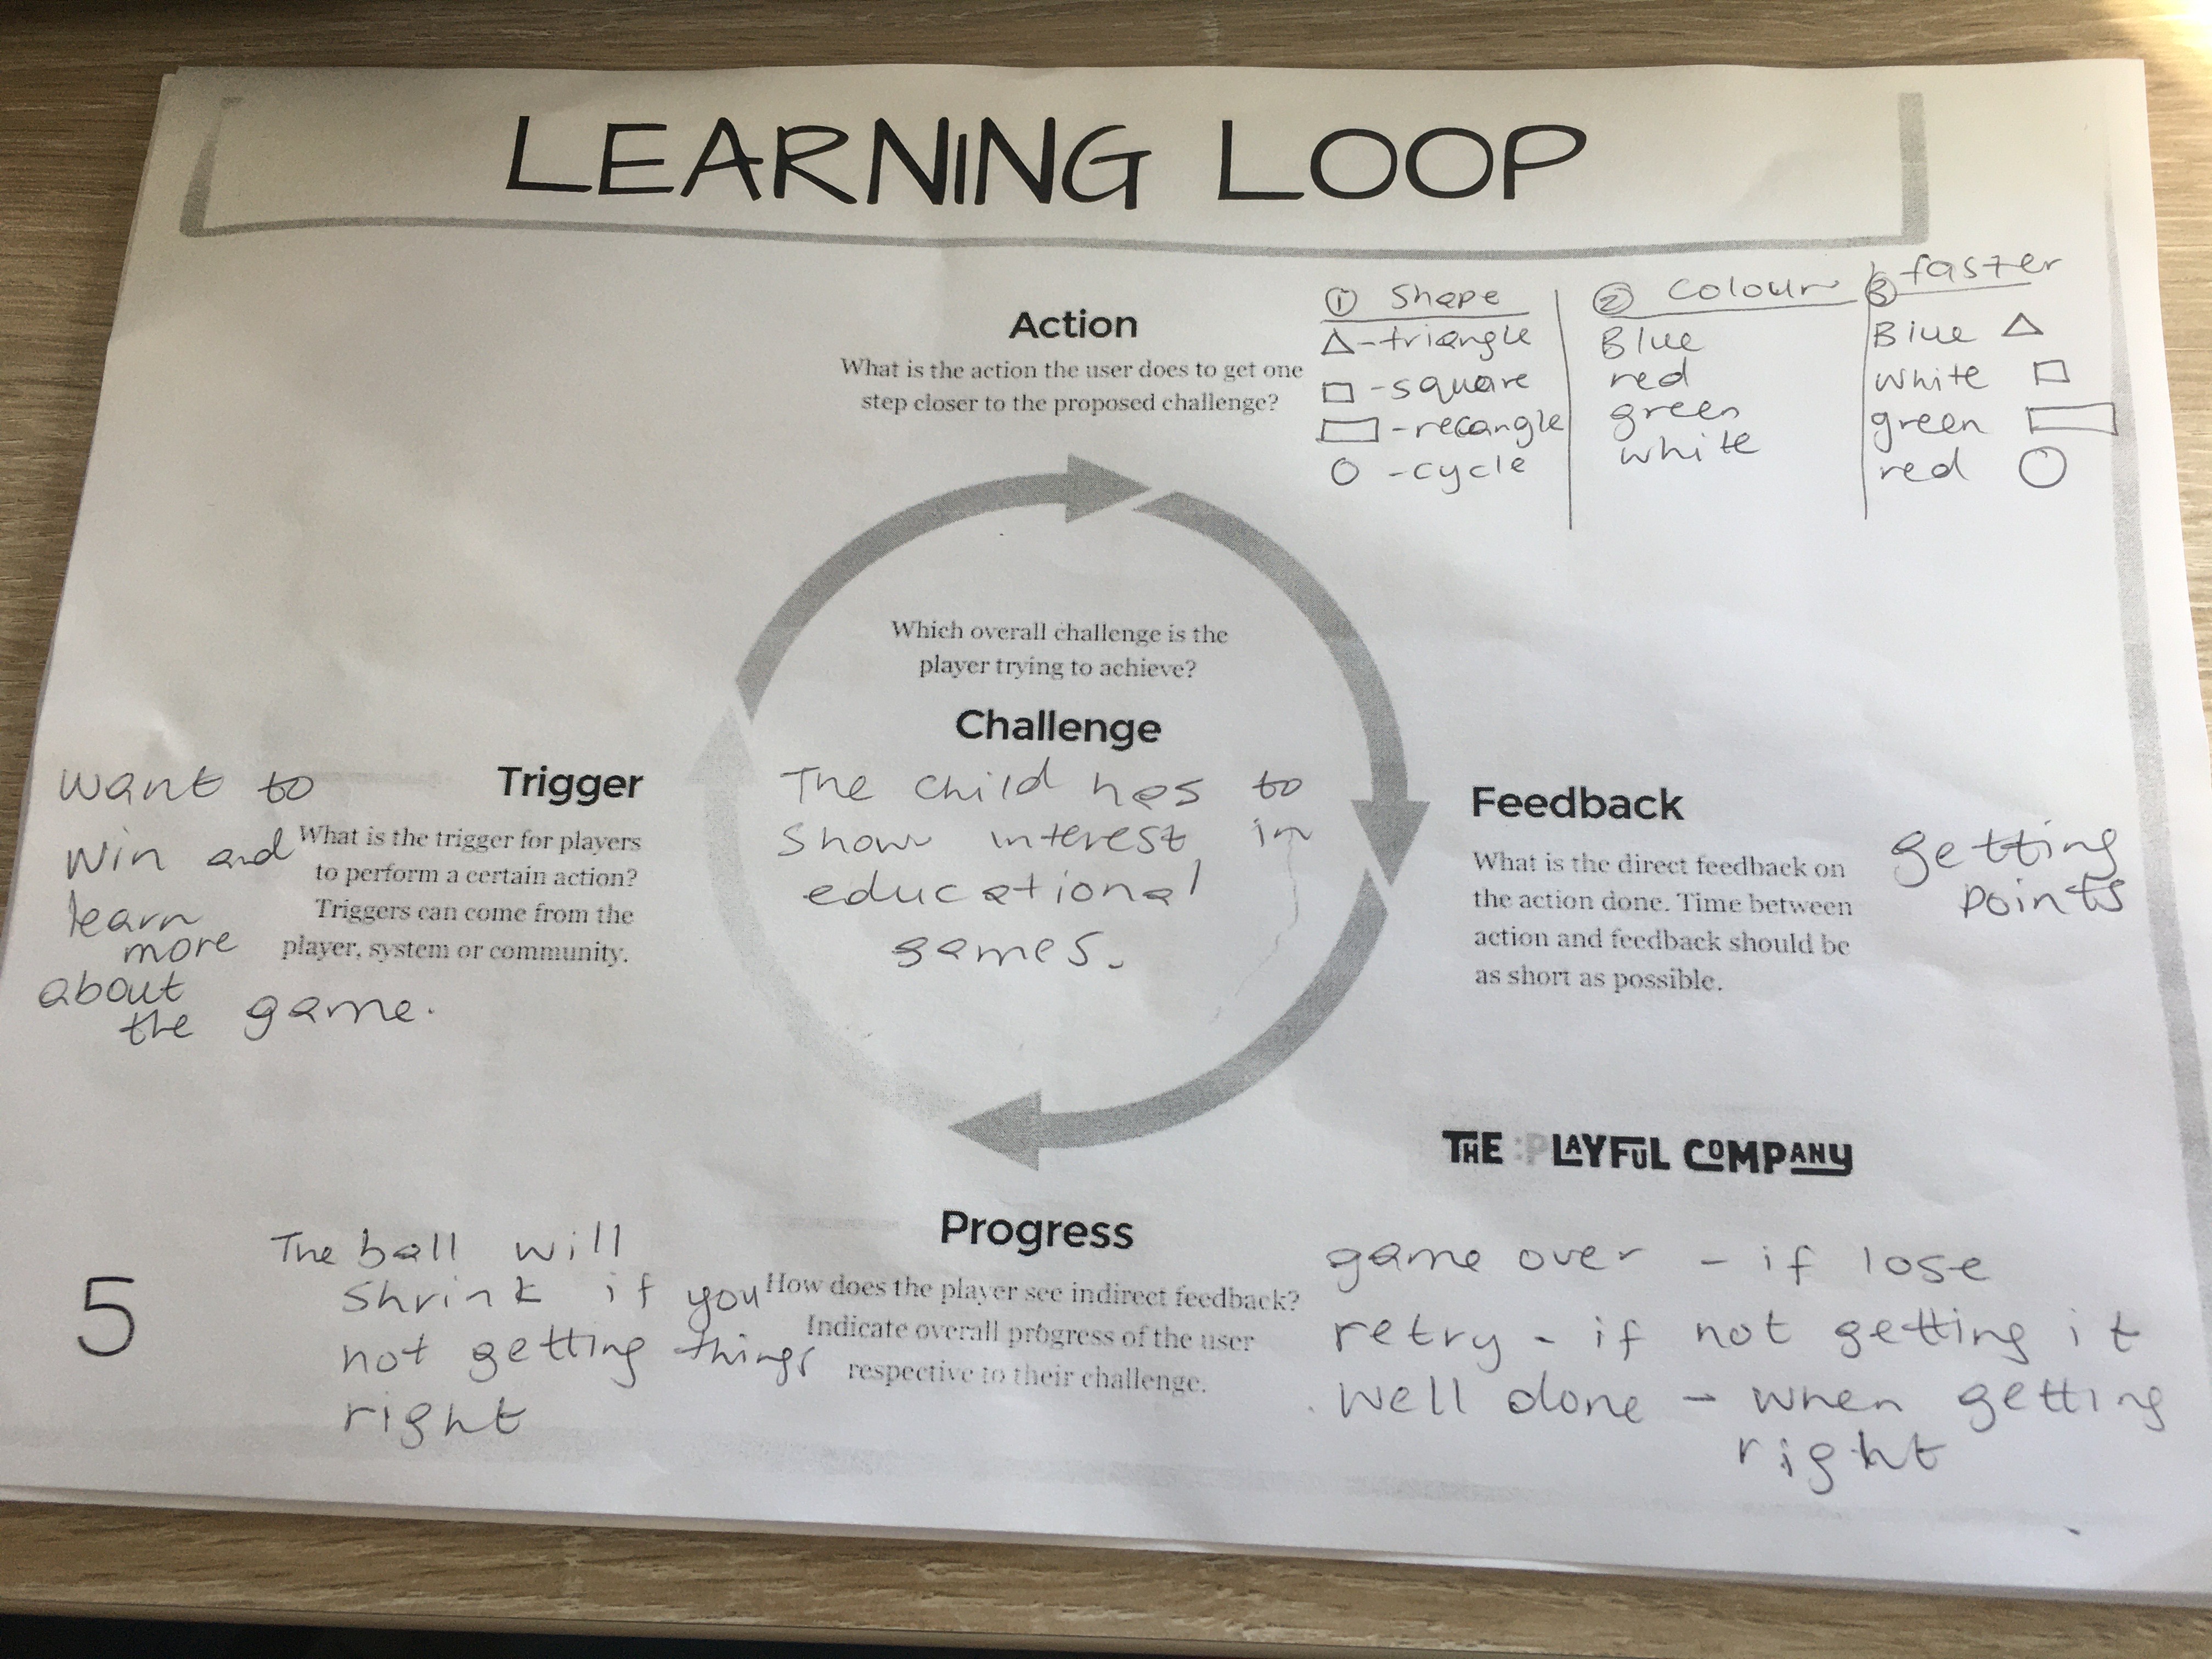 LEARNING LOOP
Action
What is the action the user does to get one
step closer to the proposed challenge?
① Shape
△-triangle
□-square
▭-recangle
○-cycle
② Colour
Blue
red
green
white
③ faster
Blue △
white □
green ▭
red ○
Trigger
What is the trigger for players
to perform a certain action?
Triggers can come from the
player, system or community.
want to
win and
learn
more
about
the game.
Which overall challenge is the
player trying to achieve?
Challenge
The child has to
show interest in
educational
games.
Feedback
What is the direct feedback on
the action done. Time between
action and feedback should be
as short as possible.
getting
points
Progress
How does the player see indirect feedback?
Indicate overall progress of the user
respective to their challenge.
The ball will
shrink if you
not getting things
right
game over - if lose
retry - if not getting it
. well done - when getting
right
THE PLAYFUL COMPANY
5